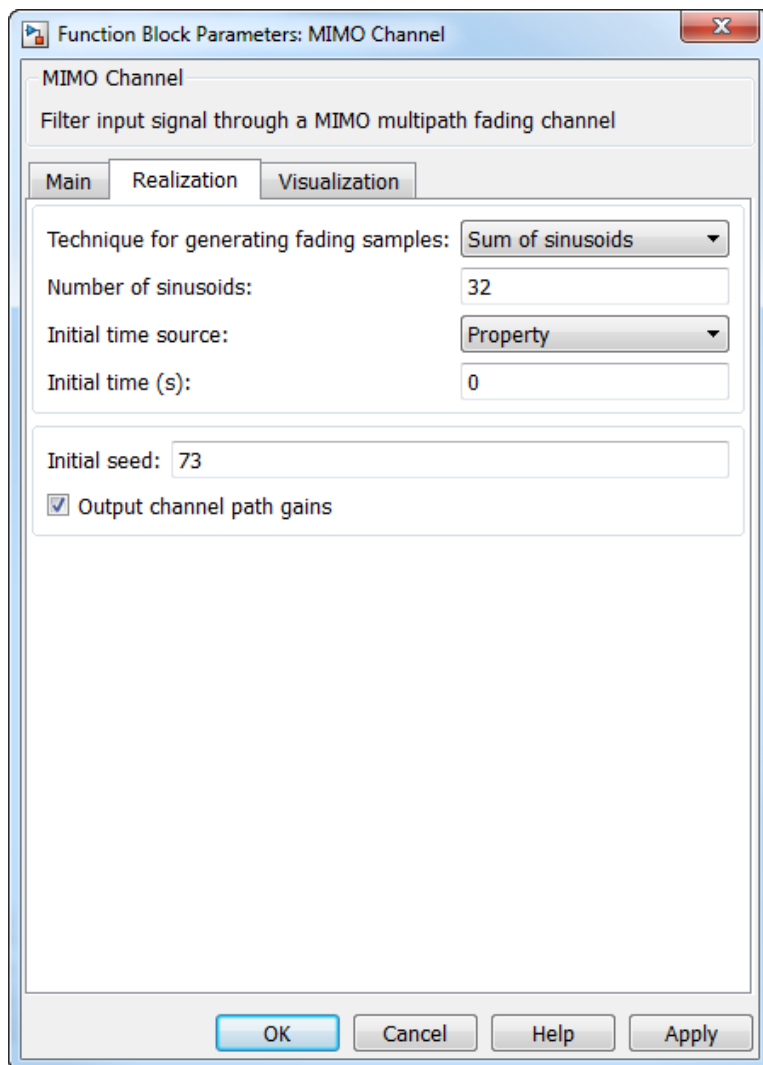 Function Block Parameters: MIMO Channel
MIMO Channel
Filter input signal through a MIMO multipath fading channel
Main Realization Visualization
Technique for generating fading samples: Sum of sinusoids
Number of sinusoids: 32
Initial time source: Property
Initial time (s): 0
Initial seed: 73
Output channel path gains
OK Cancel Help Apply